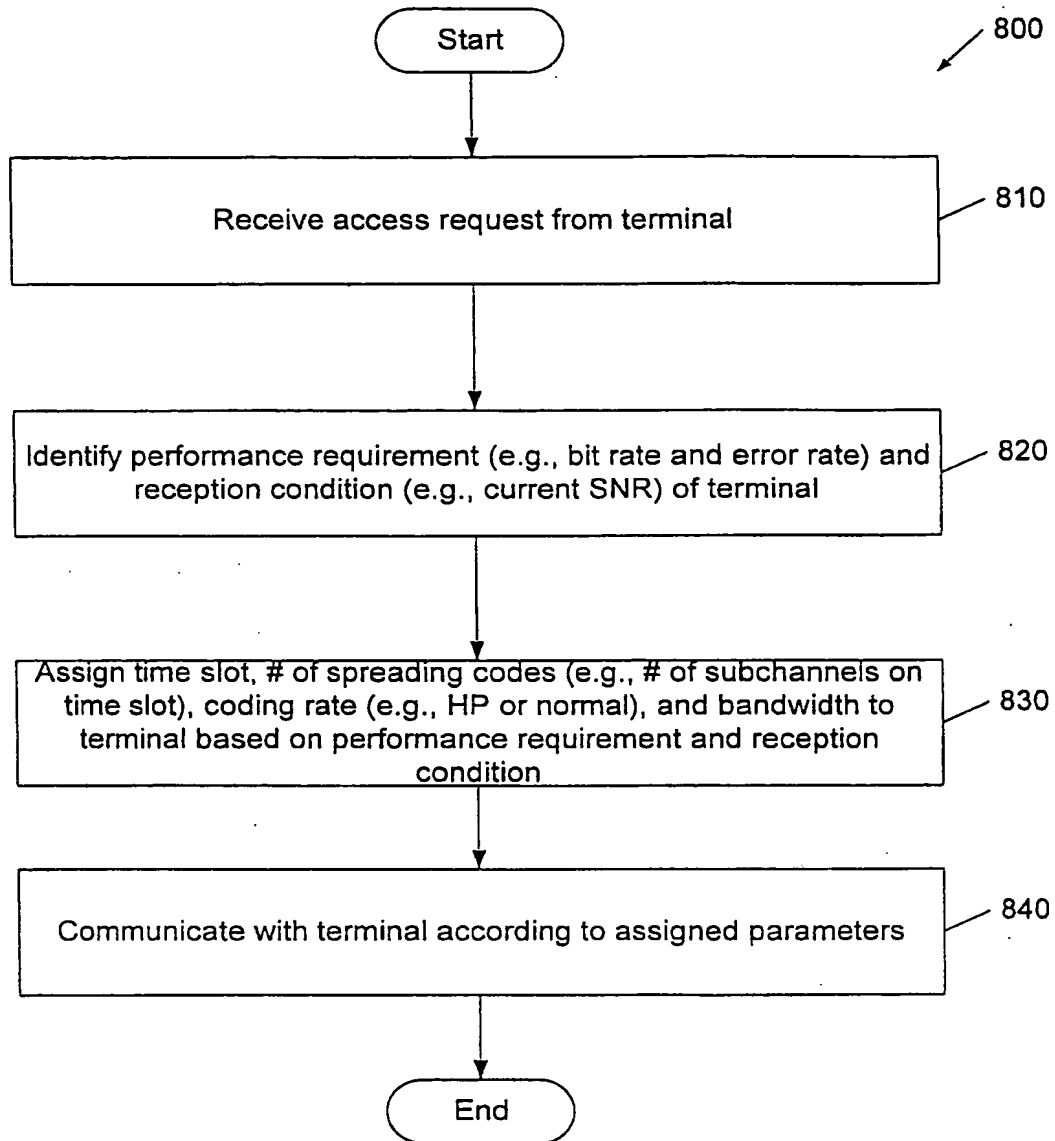 Start
800
Receive access request from terminal
810
Identify performance requirement (e.g., bit rate and error rate) and
reception condition (e.g., current SNR) of terminal
820
Assign time slot, # of spreading codes (e.g., # of subchannels on
time slot), coding rate (e.g., HP or normal), and bandwidth to
terminal based on performance requirement and reception
condition
830
Communicate with terminal according to assigned parameters
840
End